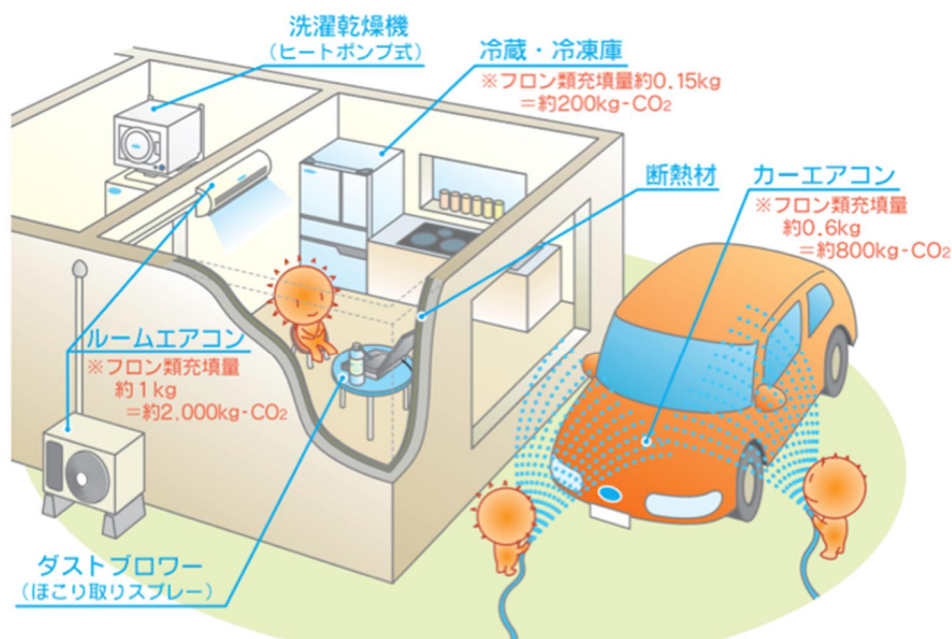 洗濯乾燥機
（ヒートポンプ式）
冷蔵・冷凍庫
※フロン類充填量約0.15kg
＝約200kg-CO₂
断熱材
カーエアコン
※フロン類充填量
約0.6kg
＝約800kg-CO₂
ルームエアコン
※フロン類充填量
約1kg
＝約2,000kg-CO₂
ダストブロワー
（ほこり取りスプレー）